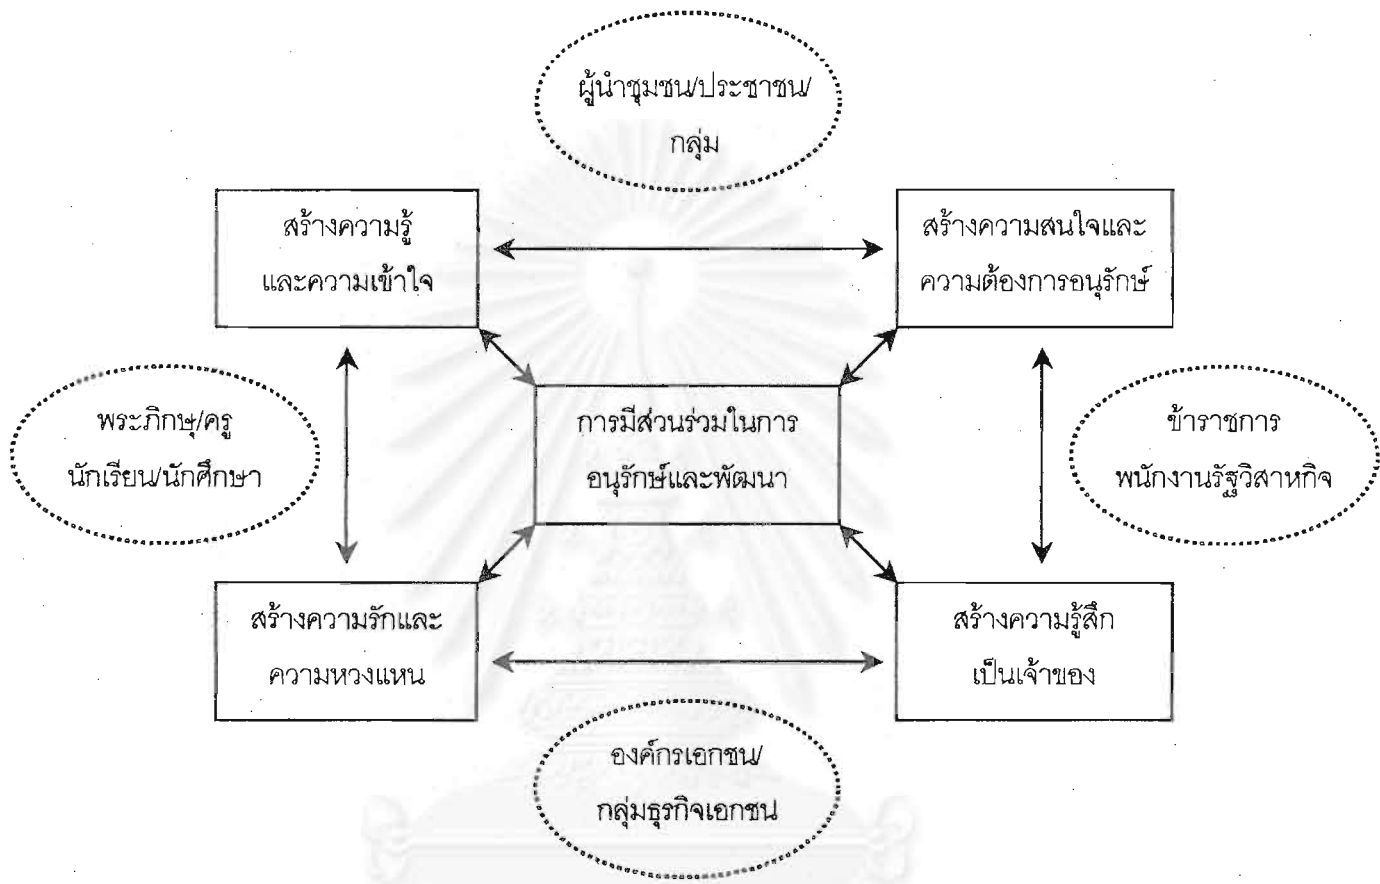 ผู้นำชุมชน/ประชาชน/
กลุ่ม
สร้างความรู้
และความเข้าใจ
สร้างความสนใจและ
ความต้องการอนุรักษ์
พระภิกษุ/ครู
นักเรียน/นักศึกษา
การมีส่วนร่วมในการ
อนุรักษ์และพัฒนา
ข้าราชการ
พนักงานรัฐวิสาหกิจ
สร้างความรักและ
ความหวงแหน
สร้างความรู้สึก
เป็นเจ้าของ
องค์กรเอกชน/
กลุ่มธุรกิจเอกชน